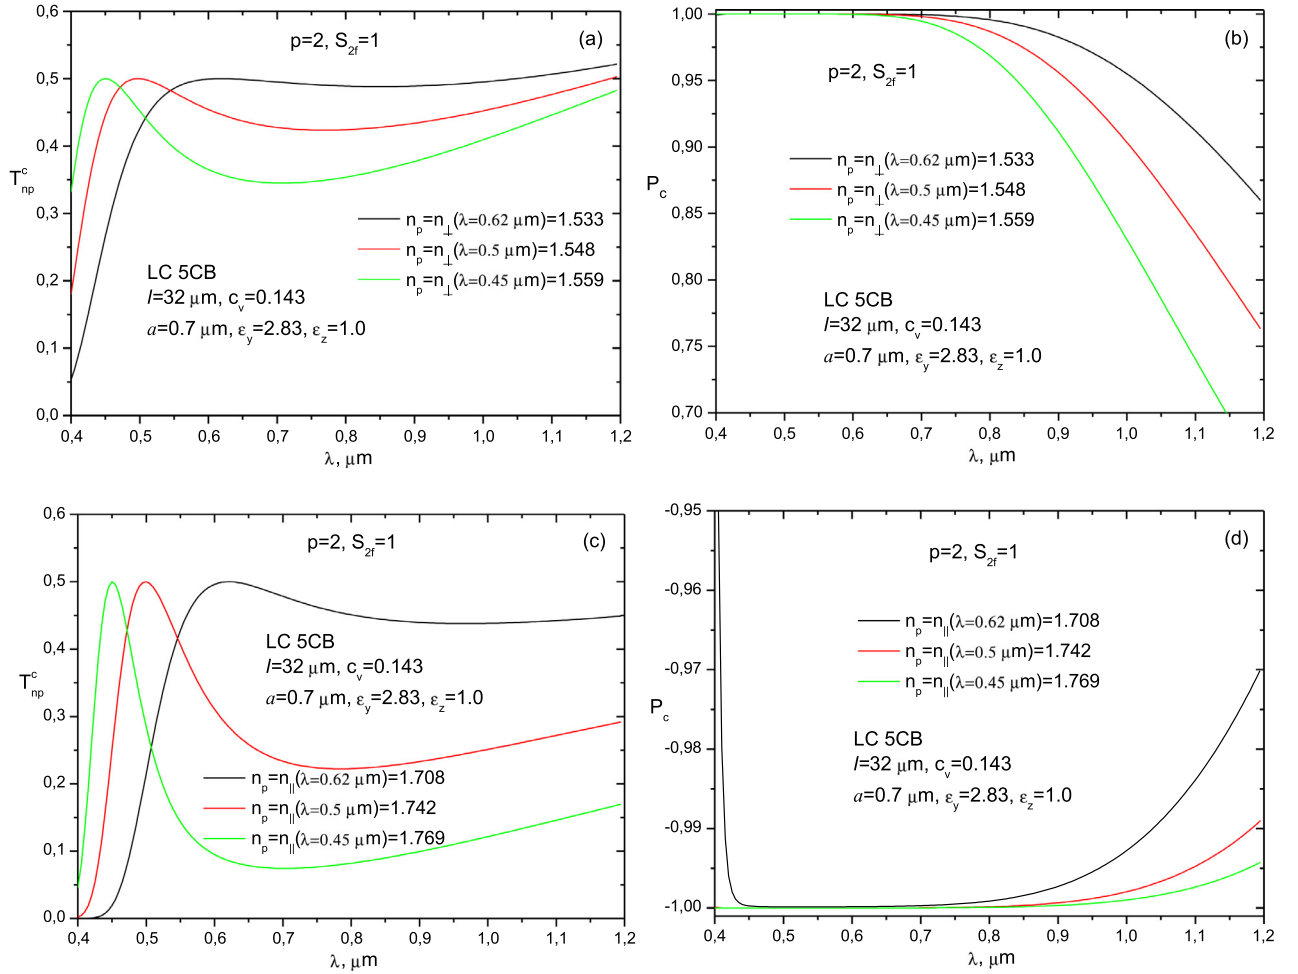 0,6
p=2, S2f=1
(a)
0,5
0,4
Tnp^c
0,3
np=n⊥(λ=0.62 μm)=1.533
np=n⊥(λ=0.5 μm)=1.548
np=n⊥(λ=0.45 μm)=1.559
0,2
LC 5CB
l=32 μm, cv=0.143
a=0.7 μm, εy=2.83, εz=1.0
0,1
0,0
0,4 0,5 0,6 0,7 0,8 0,9 1,0 1,1 1,2
λ, μm
1,00
(b)
p=2, S2f=1
0,95
0,90
np=n⊥(λ=0.62 μm)=1.533
np=n⊥(λ=0.5 μm)=1.548
np=n⊥(λ=0.45 μm)=1.559
Pc
0,85
LC 5CB
l=32 μm, cv=0.143
a=0.7 μm, εy=2.83, εz=1.0
0,80
0,75
0,70
0,4 0,5 0,6 0,7 0,8 0,9 1,0 1,1 1,2
λ, μm
0,6
p=2, S2f=1
(c)
0,5
0,4
LC 5CB
l=32 μm, cv=0.143
a=0.7 μm, εy=2.83, εz=1.0
Tnp^c
0,3
0,2
np=n||(λ=0.62 μm)=1.708
np=n||(λ=0.5 μm)=1.742
np=n||(λ=0.45 μm)=1.769
0,1
0,0
0,4 0,5 0,6 0,7 0,8 0,9 1,0 1,1 1,2
λ, μm
-0,95
p=2, S2f=1
(d)
-0,96
np=n||(λ=0.62 μm)=1.708
np=n||(λ=0.5 μm)=1.742
np=n||(λ=0.45 μm)=1.769
-0,97
Pc
LC 5CB
l=32 μm, cv=0.143
a=0.7 μm, εy=2.83, εz=1.0
-0,98
-0,99
-1,00
0,4 0,5 0,6 0,7 0,8 0,9 1,0 1,1 1,2
λ, μm